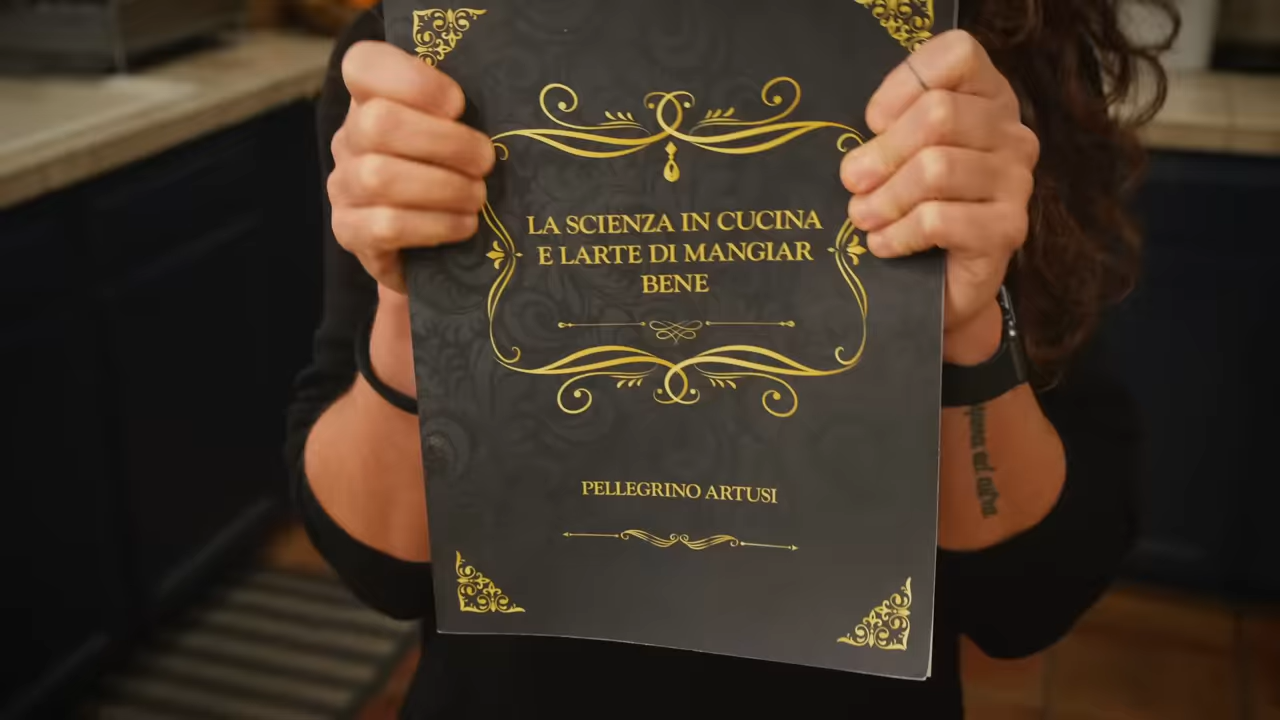 LA SCIENZA IN CUCINA
E LARTE DI MANGIAR
BENE
PELLEGRINO ARTUSI